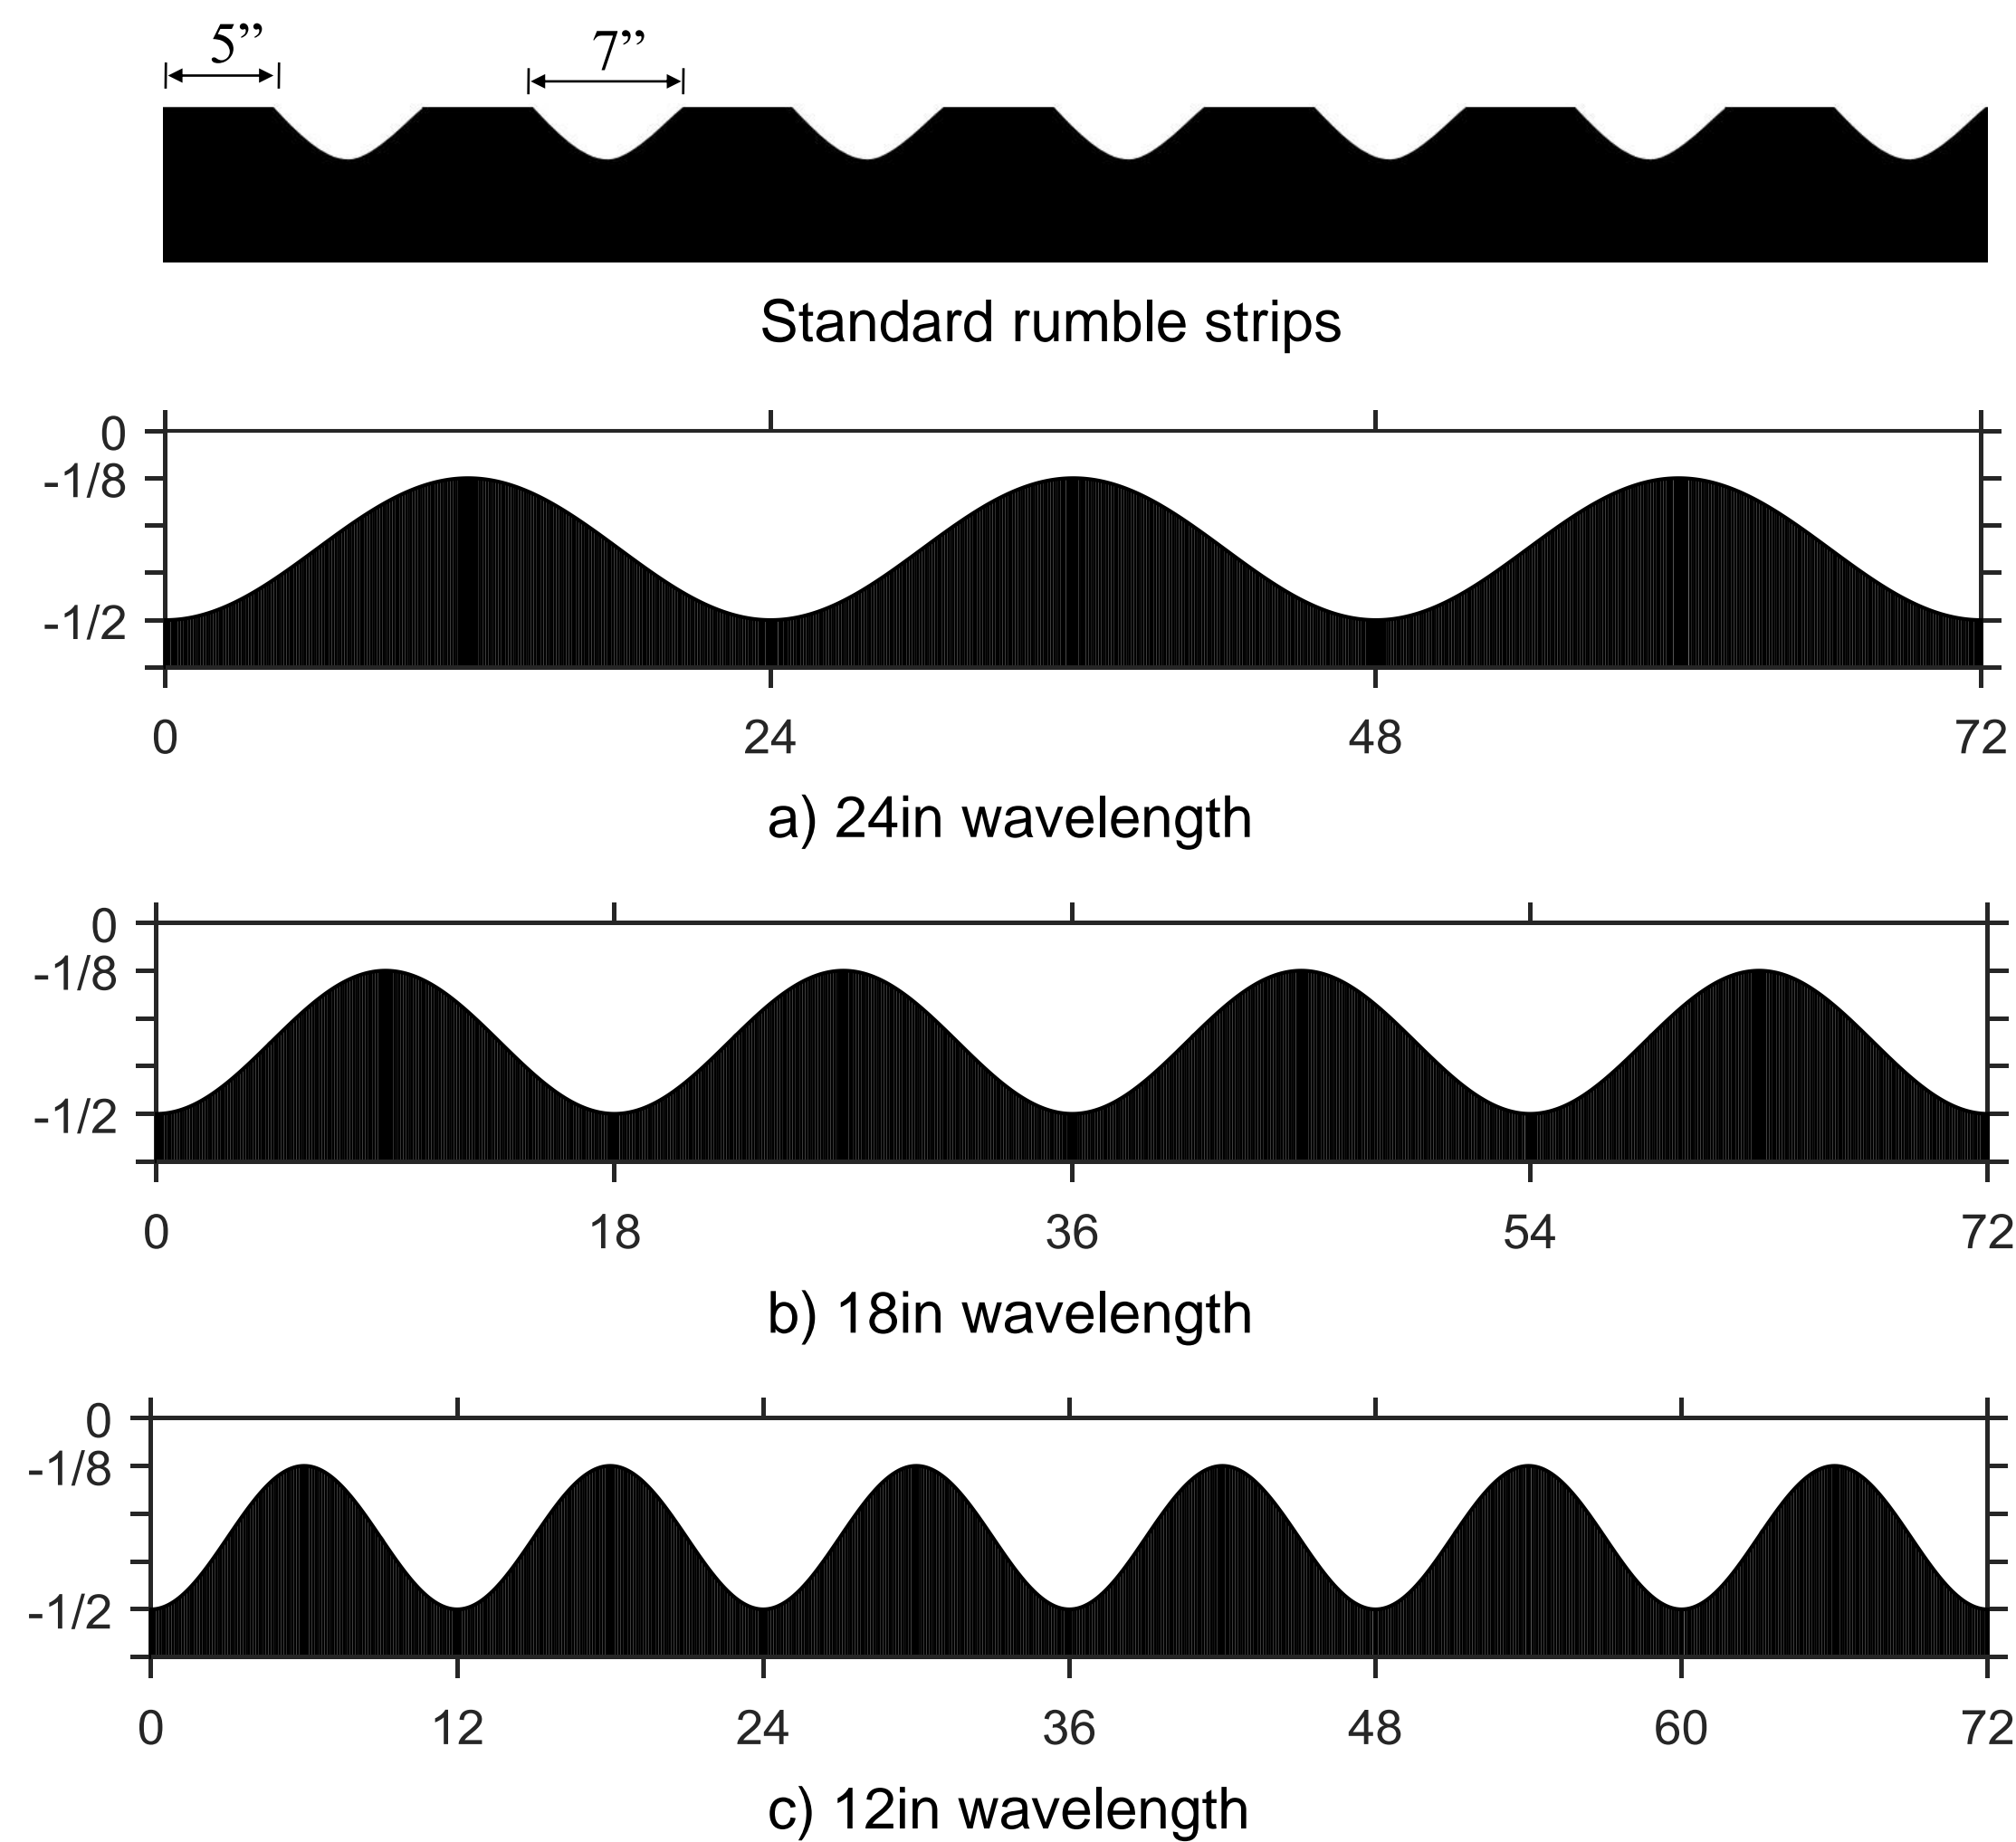 5” 7”
Standard rumble strips
0
-1/8
-1/2
0 24 48 72
a) 24in wavelength
0
-1/8
-1/2
0 18 36 54 72
b) 18in wavelength
0
-1/8
-1/2
0 12 24 36 48 60 72
c) 12in wavelength